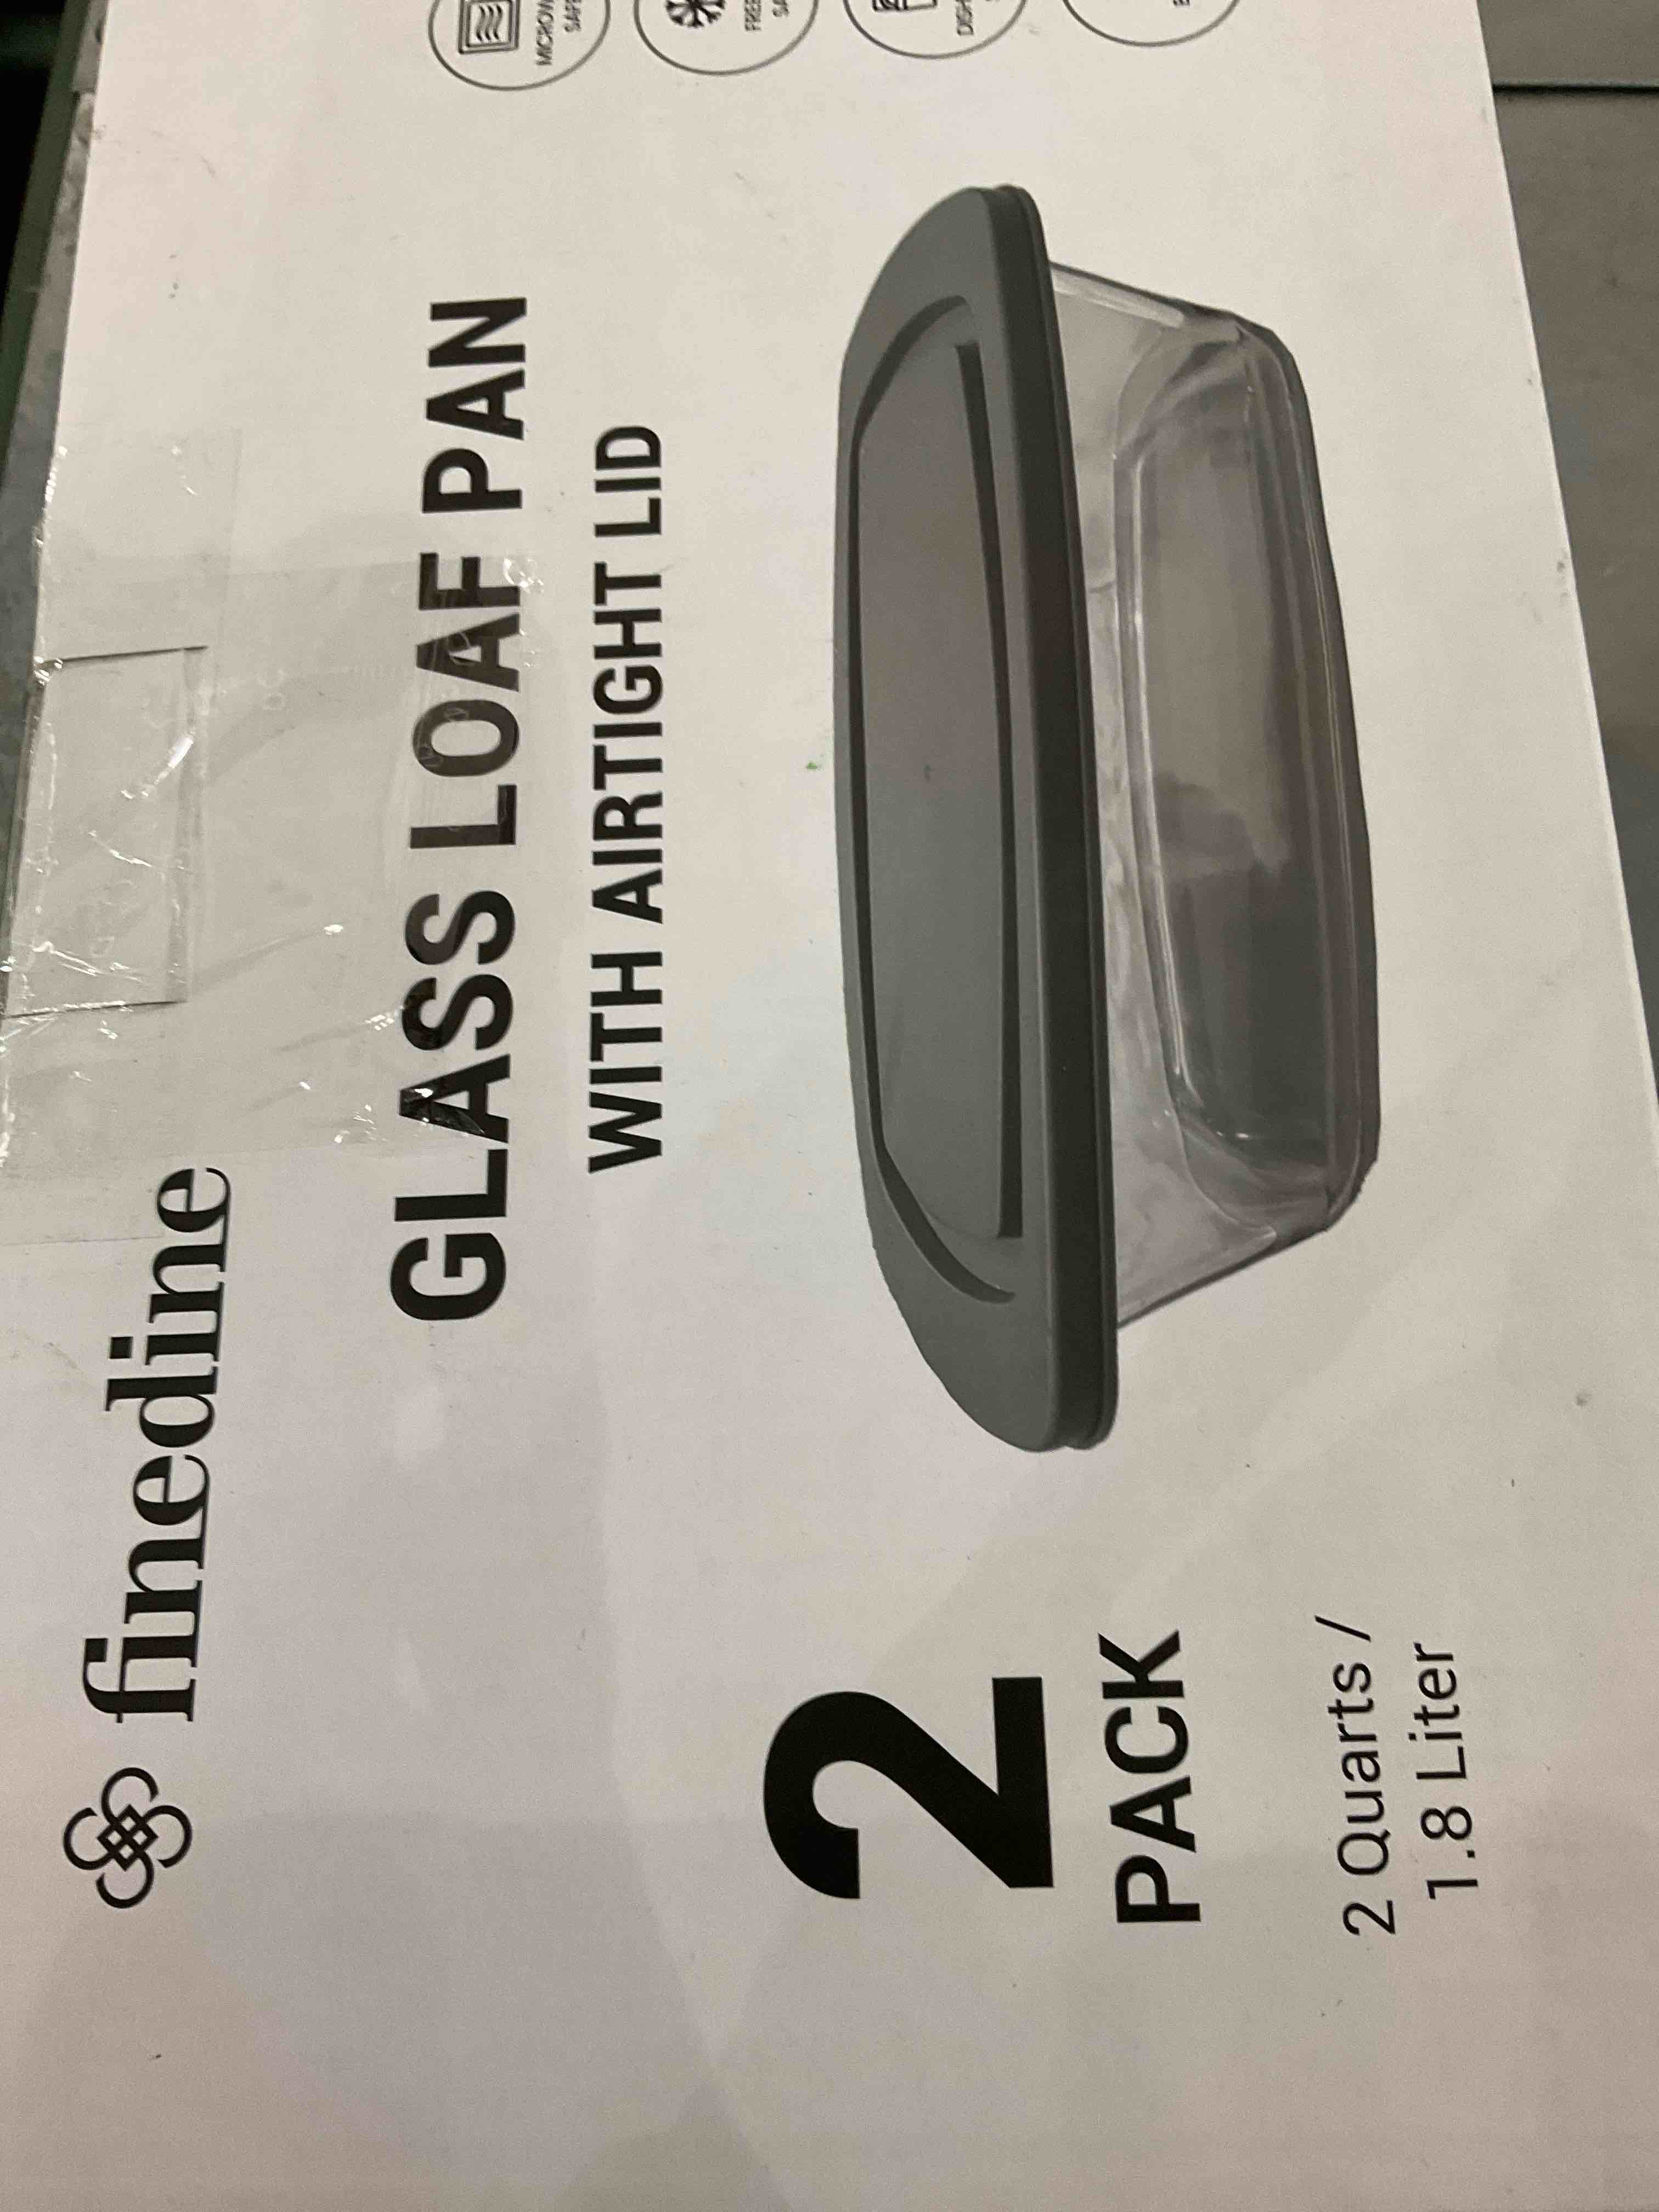 finedine
GLASS LOAF PAN
WITH AIRTIGHT LID
2
PACK
2 Quarts /
1.8 Liter